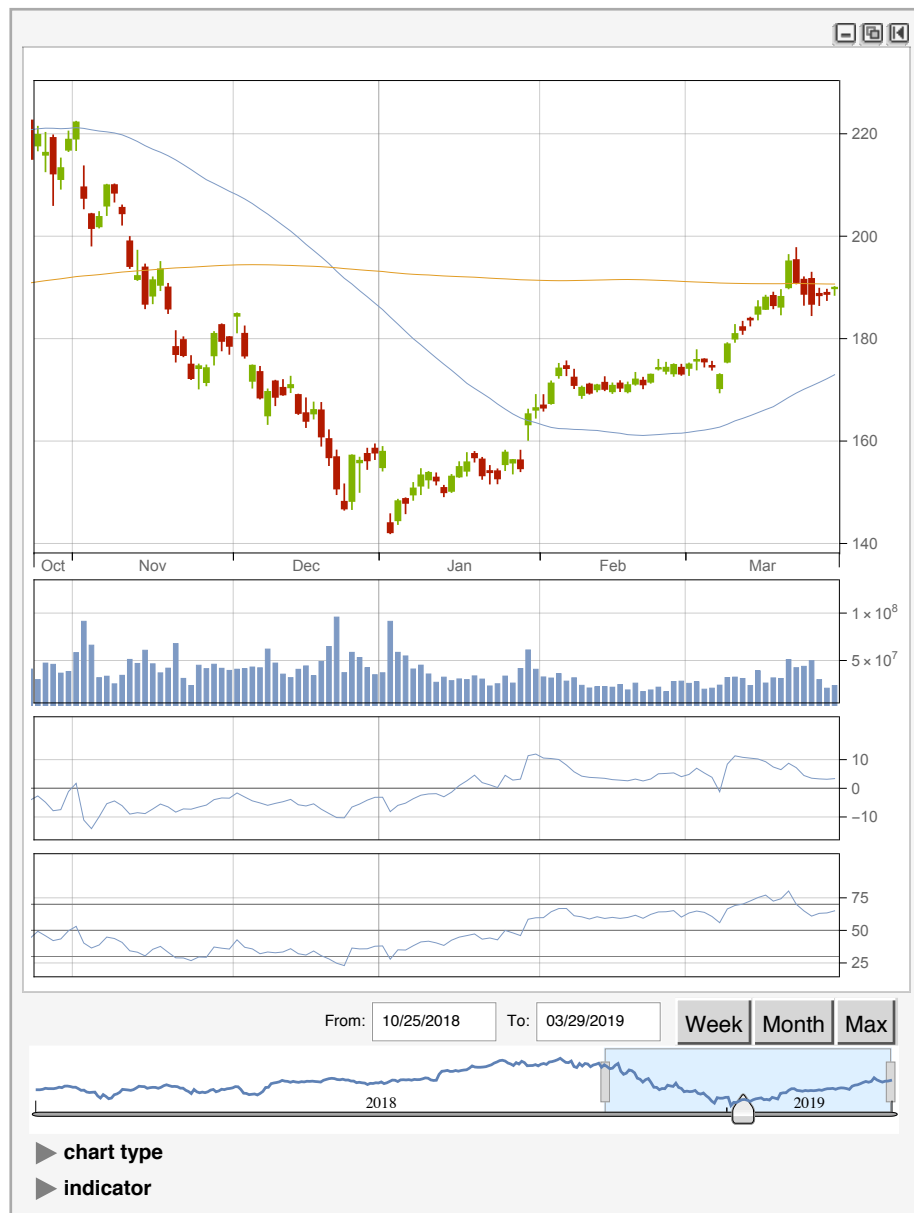 220
200
180
160
140
Oct Nov Dec Jan Feb Mar
1 × 10⁸
5 × 10⁷
10
0
−10
75
50
25
From: 10/25/2018 To: 03/29/2019 Week Month Max
2018 2019
chart type
indicator